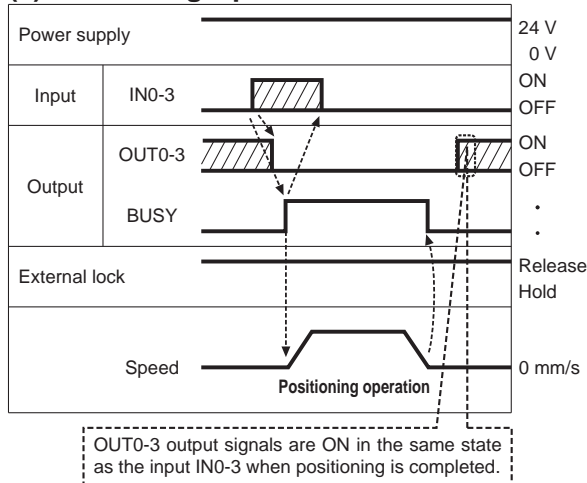 Power supply
24 V
0 V
Input
IN0-3
ON
OFF
Output
OUT0-3
ON
OFF
BUSY
External lock
Release
Hold
Speed
0 mm/s
Positioning operation
OUT0-3 output signals are ON in the same state
as the input IN0-3 when positioning is completed.